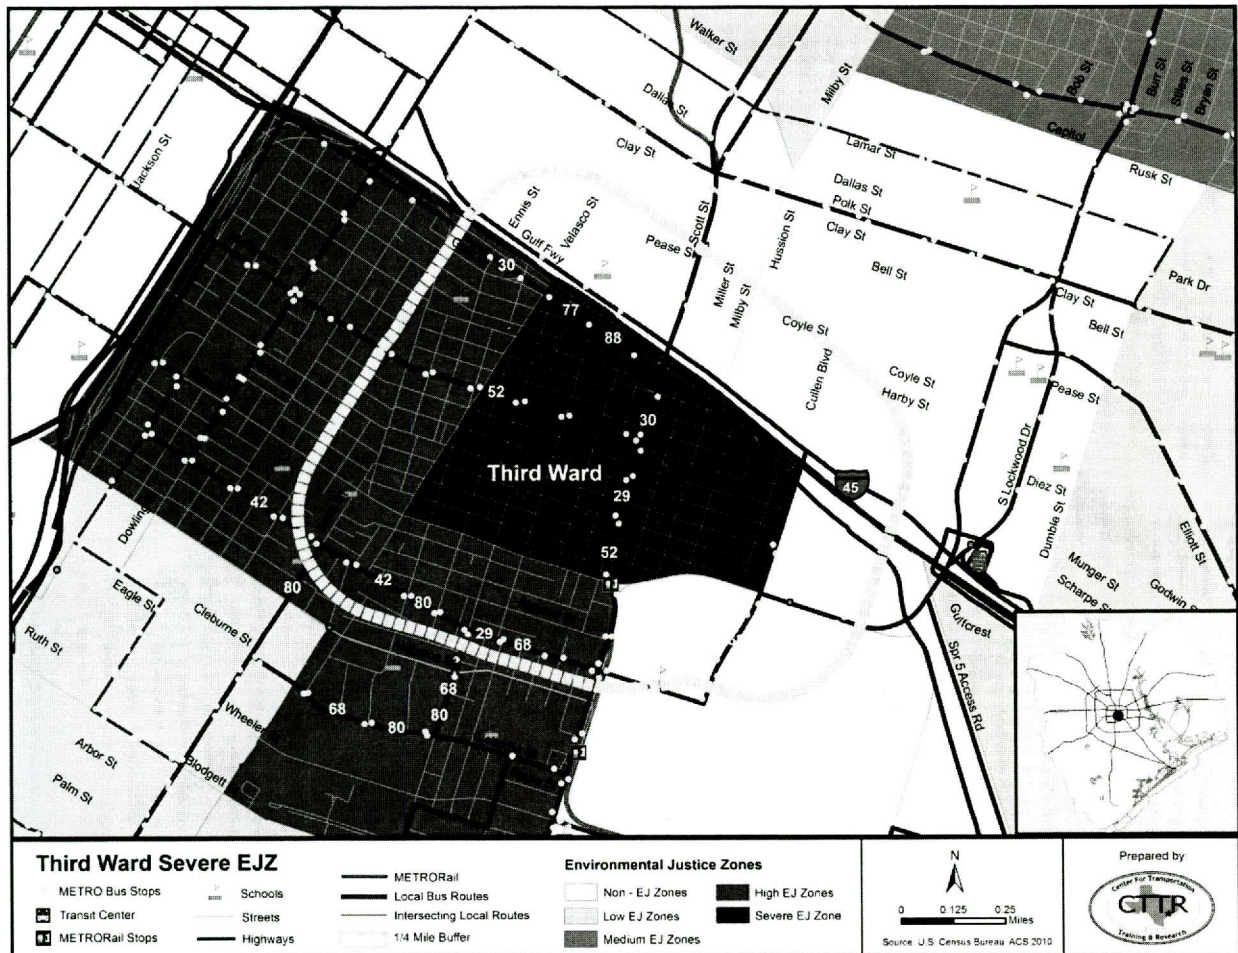 Walker St
Milby St
Dallas St
Clay St
Bob St
Burr St
Stiles St
Bryan St
Capitol
Lamar St
Rusk St
Jackson St
Ennis St
Velasco St
Gulf Fwy
Scott St
Pease S
Hussion St
Dallas St
Polk St
Clay St
Bell St
Park Dr
Miller St
Milby St
Clay St
Bell St
30
77
88
Coyle St
Cullen Blvd
Coyle St
Harby St
Pease St
52
30
Third Ward
29
45
S Lockwood Dr
Diez St
Dumble St
Elliott St
42
Dowling
52
Munger St
Scharpe St
Godwin S
80
42
80
Eagle St
Cleburne St
Ruth St
29
68
Gulfcrest
Spr 5 Access Rd
68
68
80
80
Wheeler
Arbor St
Blodgett
Palm St
Third Ward Severe EJZ
METRO Bus Stops
Transit Center
METRORail Stops
Schools
Streets
Highways
METRORail
Local Bus Routes
Intersecting Local Routes
1/4 Mile Buffer
Environmental Justice Zones
Non - EJ Zones
Low EJ Zones
Medium EJ Zones
High EJ Zones
Severe EJ Zone
N
0 0.125 0.25
Miles
Source: U.S. Census Bureau, ACS 2010
Prepared by:
Center For Transportation
CTTR
Training & Research